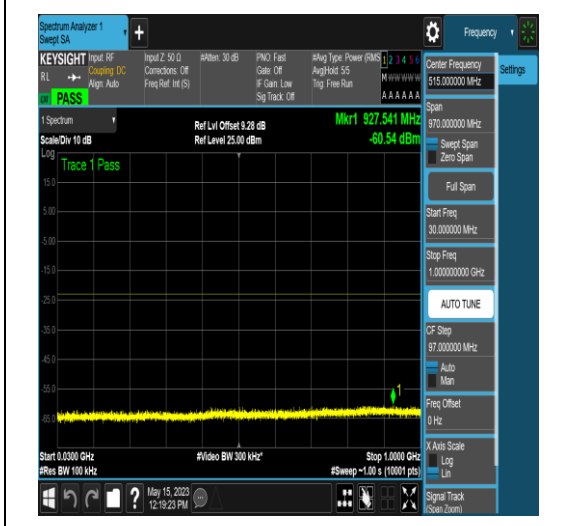 Spectrum Analyzer 1
Swept SA
Frequency
KEYSIGHT
RL
PASS
Input: RF
Coupling: DC
Align: Auto
Input Z: 50 Ω
Corrections: Off
Freq Ref: Int (S)
#Atten: 30 dB
PNO: Fast
Gate: Off
IF Gain: Low
Sig Track: Off
#Avg Type: Power (RMS
Avg|Hold: 5/5
Trig: Free Run
1 2 3 4 5 6
M W W W W W
A A A A A A
1 Spectrum
Scale/Div 10 dB
Ref Lvl Offset 9.28 dB
Ref Level 25.00 dBm
Mkr1 927.541 MHz
-60.54 dBm
Log
Trace 1 Pass
15.0
5.00
-5.00
-15.0
-25.0
-35.0
-45.0
-55.0
-65.0
1
Start 0.0300 GHz
#Res BW 100 kHz
#Video BW 300 kHz*
Stop 1.0000 GHz
#Sweep ~1.00 s (10001 pts)
May 15, 2023
12:19:23 PM
Center Frequency
515.000000 MHz
Settings
Span
970.000000 MHz
Swept Span
Zero Span
Full Span
Start Freq
30.000000 MHz
Stop Freq
1.000000000 GHz
AUTO TUNE
CF Step
97.000000 MHz
Auto
Man
Freq Offset
0 Hz
X Axis Scale
Log
Lin
Signal Track
(Span Zoom)